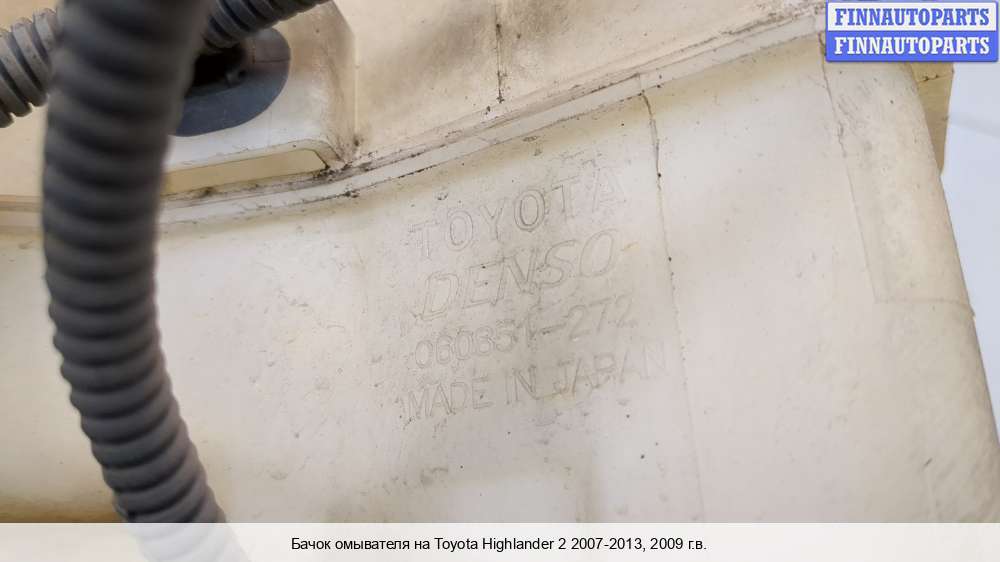 FINNAUTOPARTS
FINNAUTOPARTS
TOYOTA
DENSO
060851-272
MADE IN JAPAN
Бачок омывателя на Toyota Highlander 2 2007-2013, 2009 г.в.